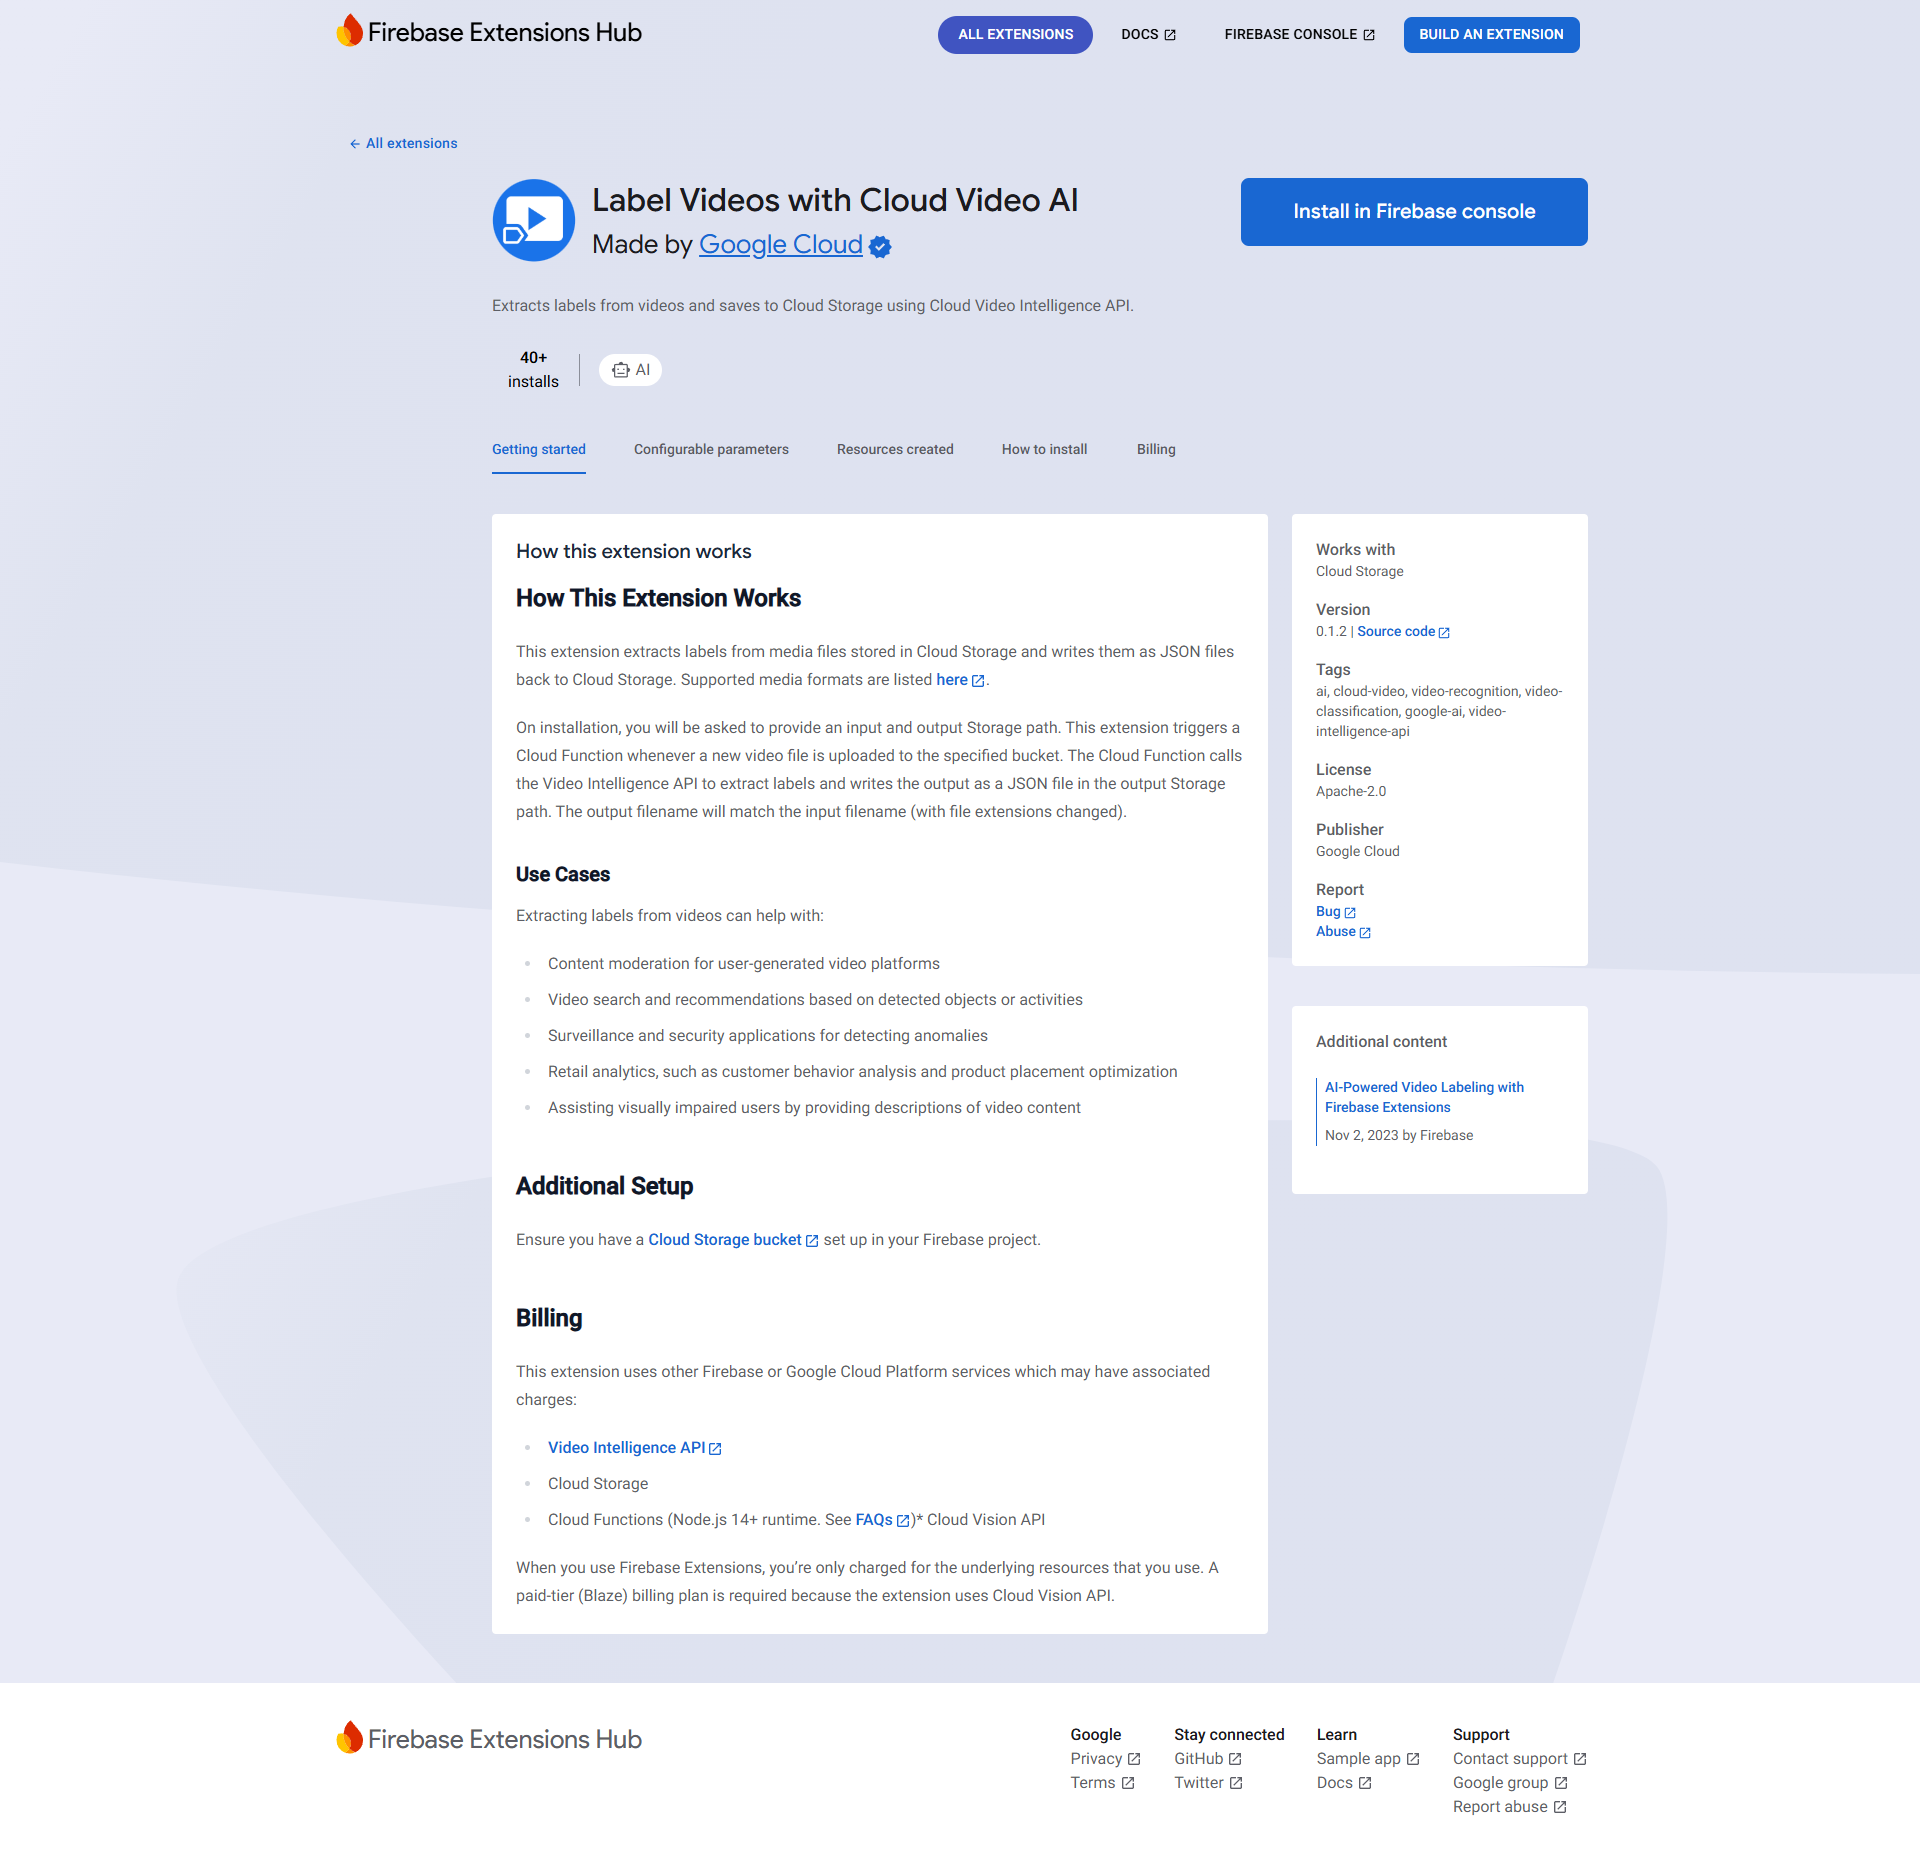 Firebase Extensions Hub
ALL EXTENSIONS
DOCS
FIREBASE CONSOLE
BUILD AN EXTENSION
All extensions
Label Videos with Cloud Video AI
Made by Google Cloud
Install in Firebase console
Extracts labels from videos and saves to Cloud Storage using Cloud Video Intelligence API.
40+
installs
AI
Getting started
Configurable parameters
Resources created
How to install
Billing
How this extension works
How This Extension Works
This extension extracts labels from media files stored in Cloud Storage and writes them as JSON files
back to Cloud Storage. Supported media formats are listed here.
On installation, you will be asked to provide an input and output Storage path. This extension triggers a
Cloud Function whenever a new video file is uploaded to the specified bucket. The Cloud Function calls
the Video Intelligence API to extract labels and writes the output as a JSON file in the output Storage
path. The output filename will match the input filename (with file extensions changed).
Use Cases
Extracting labels from videos can help with:
Content moderation for user-generated video platforms
Video search and recommendations based on detected objects or activities
Surveillance and security applications for detecting anomalies
Retail analytics, such as customer behavior analysis and product placement optimization
Assisting visually impaired users by providing descriptions of video content
Additional Setup
Ensure you have a Cloud Storage bucket set up in your Firebase project.
Billing
This extension uses other Firebase or Google Cloud Platform services which may have associated
charges:
Video Intelligence API
Cloud Storage
Cloud Functions (Node.js 14+ runtime. See FAQs)* Cloud Vision API
When you use Firebase Extensions, you’re only charged for the underlying resources that you use. A
paid-tier (Blaze) billing plan is required because the extension uses Cloud Vision API.
Works with
Cloud Storage
Version
0.1.2 | Source code
Tags
ai, cloud-video, video-recognition, video-
classification, google-ai, video-
intelligence-api
License
Apache-2.0
Publisher
Google Cloud
Report
Bug
Abuse
Additional content
AI-Powered Video Labeling with
Firebase Extensions
Nov 2, 2023 by Firebase
Firebase Extensions Hub
Google
Privacy
Terms
Stay connected
GitHub
Twitter
Learn
Sample app
Docs
Support
Contact support
Google group
Report abuse